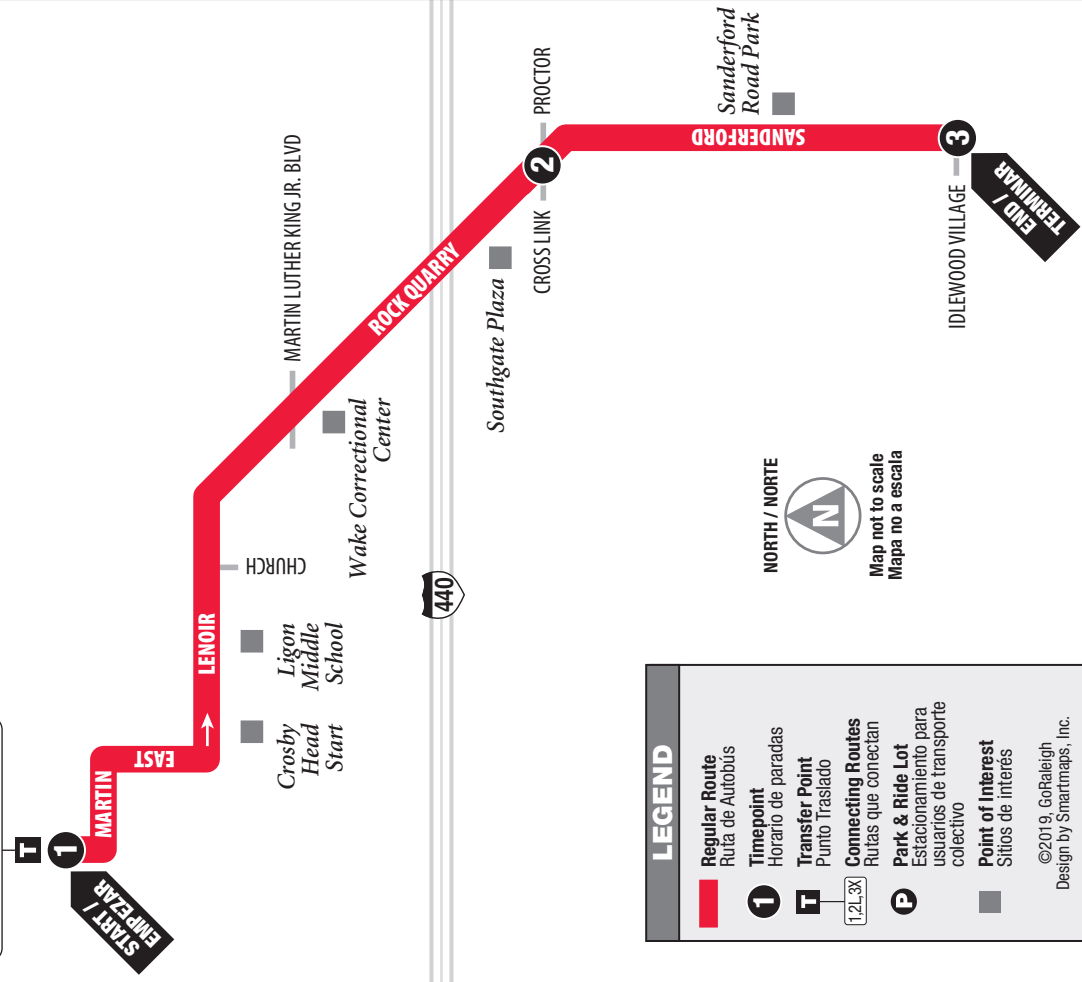 T
1
START /
EMPEZAR
MARTIN
EAST
LENOIR
Crosby
Head
Start
Ligon
Middle
School
CHURCH
Wake Correctional
Center
MARTIN LUTHER KING JR. BLVD
ROCK QUARRY
440
Southgate Plaza
CROSS LINK
2
PROCTOR
SANDERFORD
Sanderford
Road Park
IDLEWOOD VILLAGE
3
END /
TERMINAR
NORTH / NORTE
N
Map not to scale
Mapa no a escala
LEGEND
Regular Route
Ruta de Autobús
1
Timepoint
Horario de paradas
T
Transfer Point
Punto Traslado
1,2L,3X
Connecting Routes
Rutas que conectan
P
Park & Ride Lot
Estacionamiento para
usuarios de transporte
colectivo
Point of Interest
Sitios de interés
©2019, GoRaleigh
Design by Smartmaps, Inc.